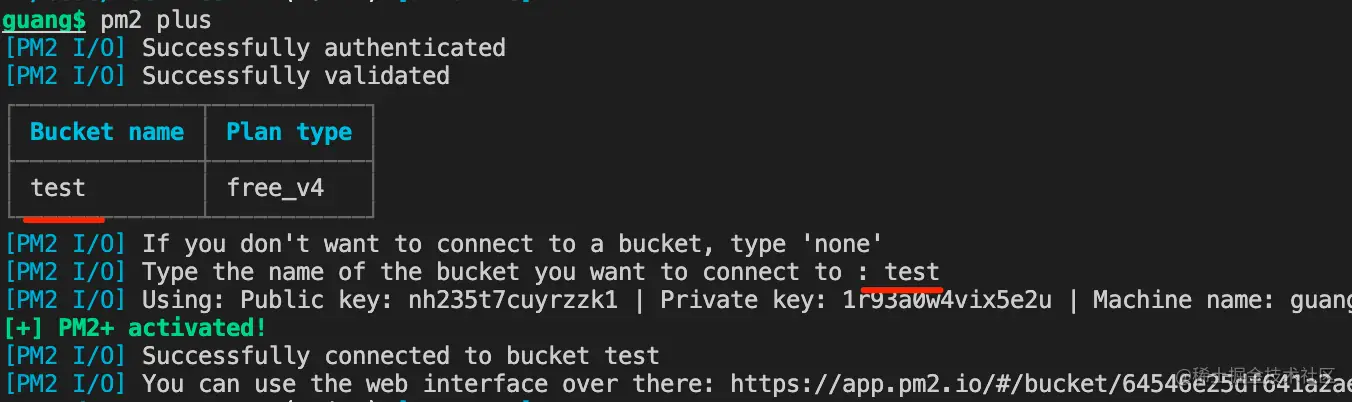 guang$ pm2 plus
[PM2 I/O] Successfully authenticated
[PM2 I/O] Successfully validated
Bucket name Plan type
test free_v4
[PM2 I/O] If you don't want to connect to a bucket, type 'none'
[PM2 I/O] Type the name of the bucket you want to connect to : test
[PM2 I/O] Using: Public key: nh235t7cuyrzzk1 | Private key: 1r93a0w4vix5e2u | Machine name: guang
[+] PM2+ activated!
[PM2 I/O] Successfully connected to bucket test
[PM2 I/O] You can use the web interface over there: https://app.pm2.io/#/bucket/64546e25df641a2ae
@稀土掘金技术社区